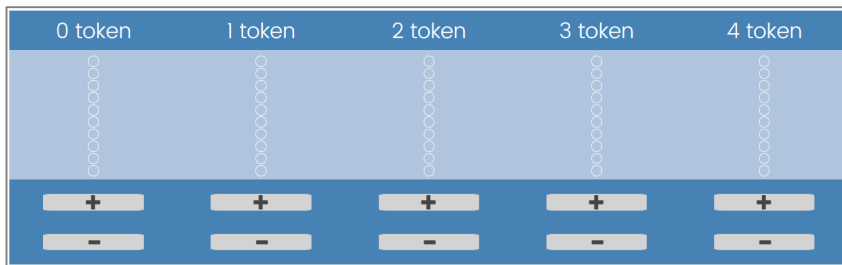 0 token 1 token 2 token 3 token 4 token
+ + + + +
- - - - -